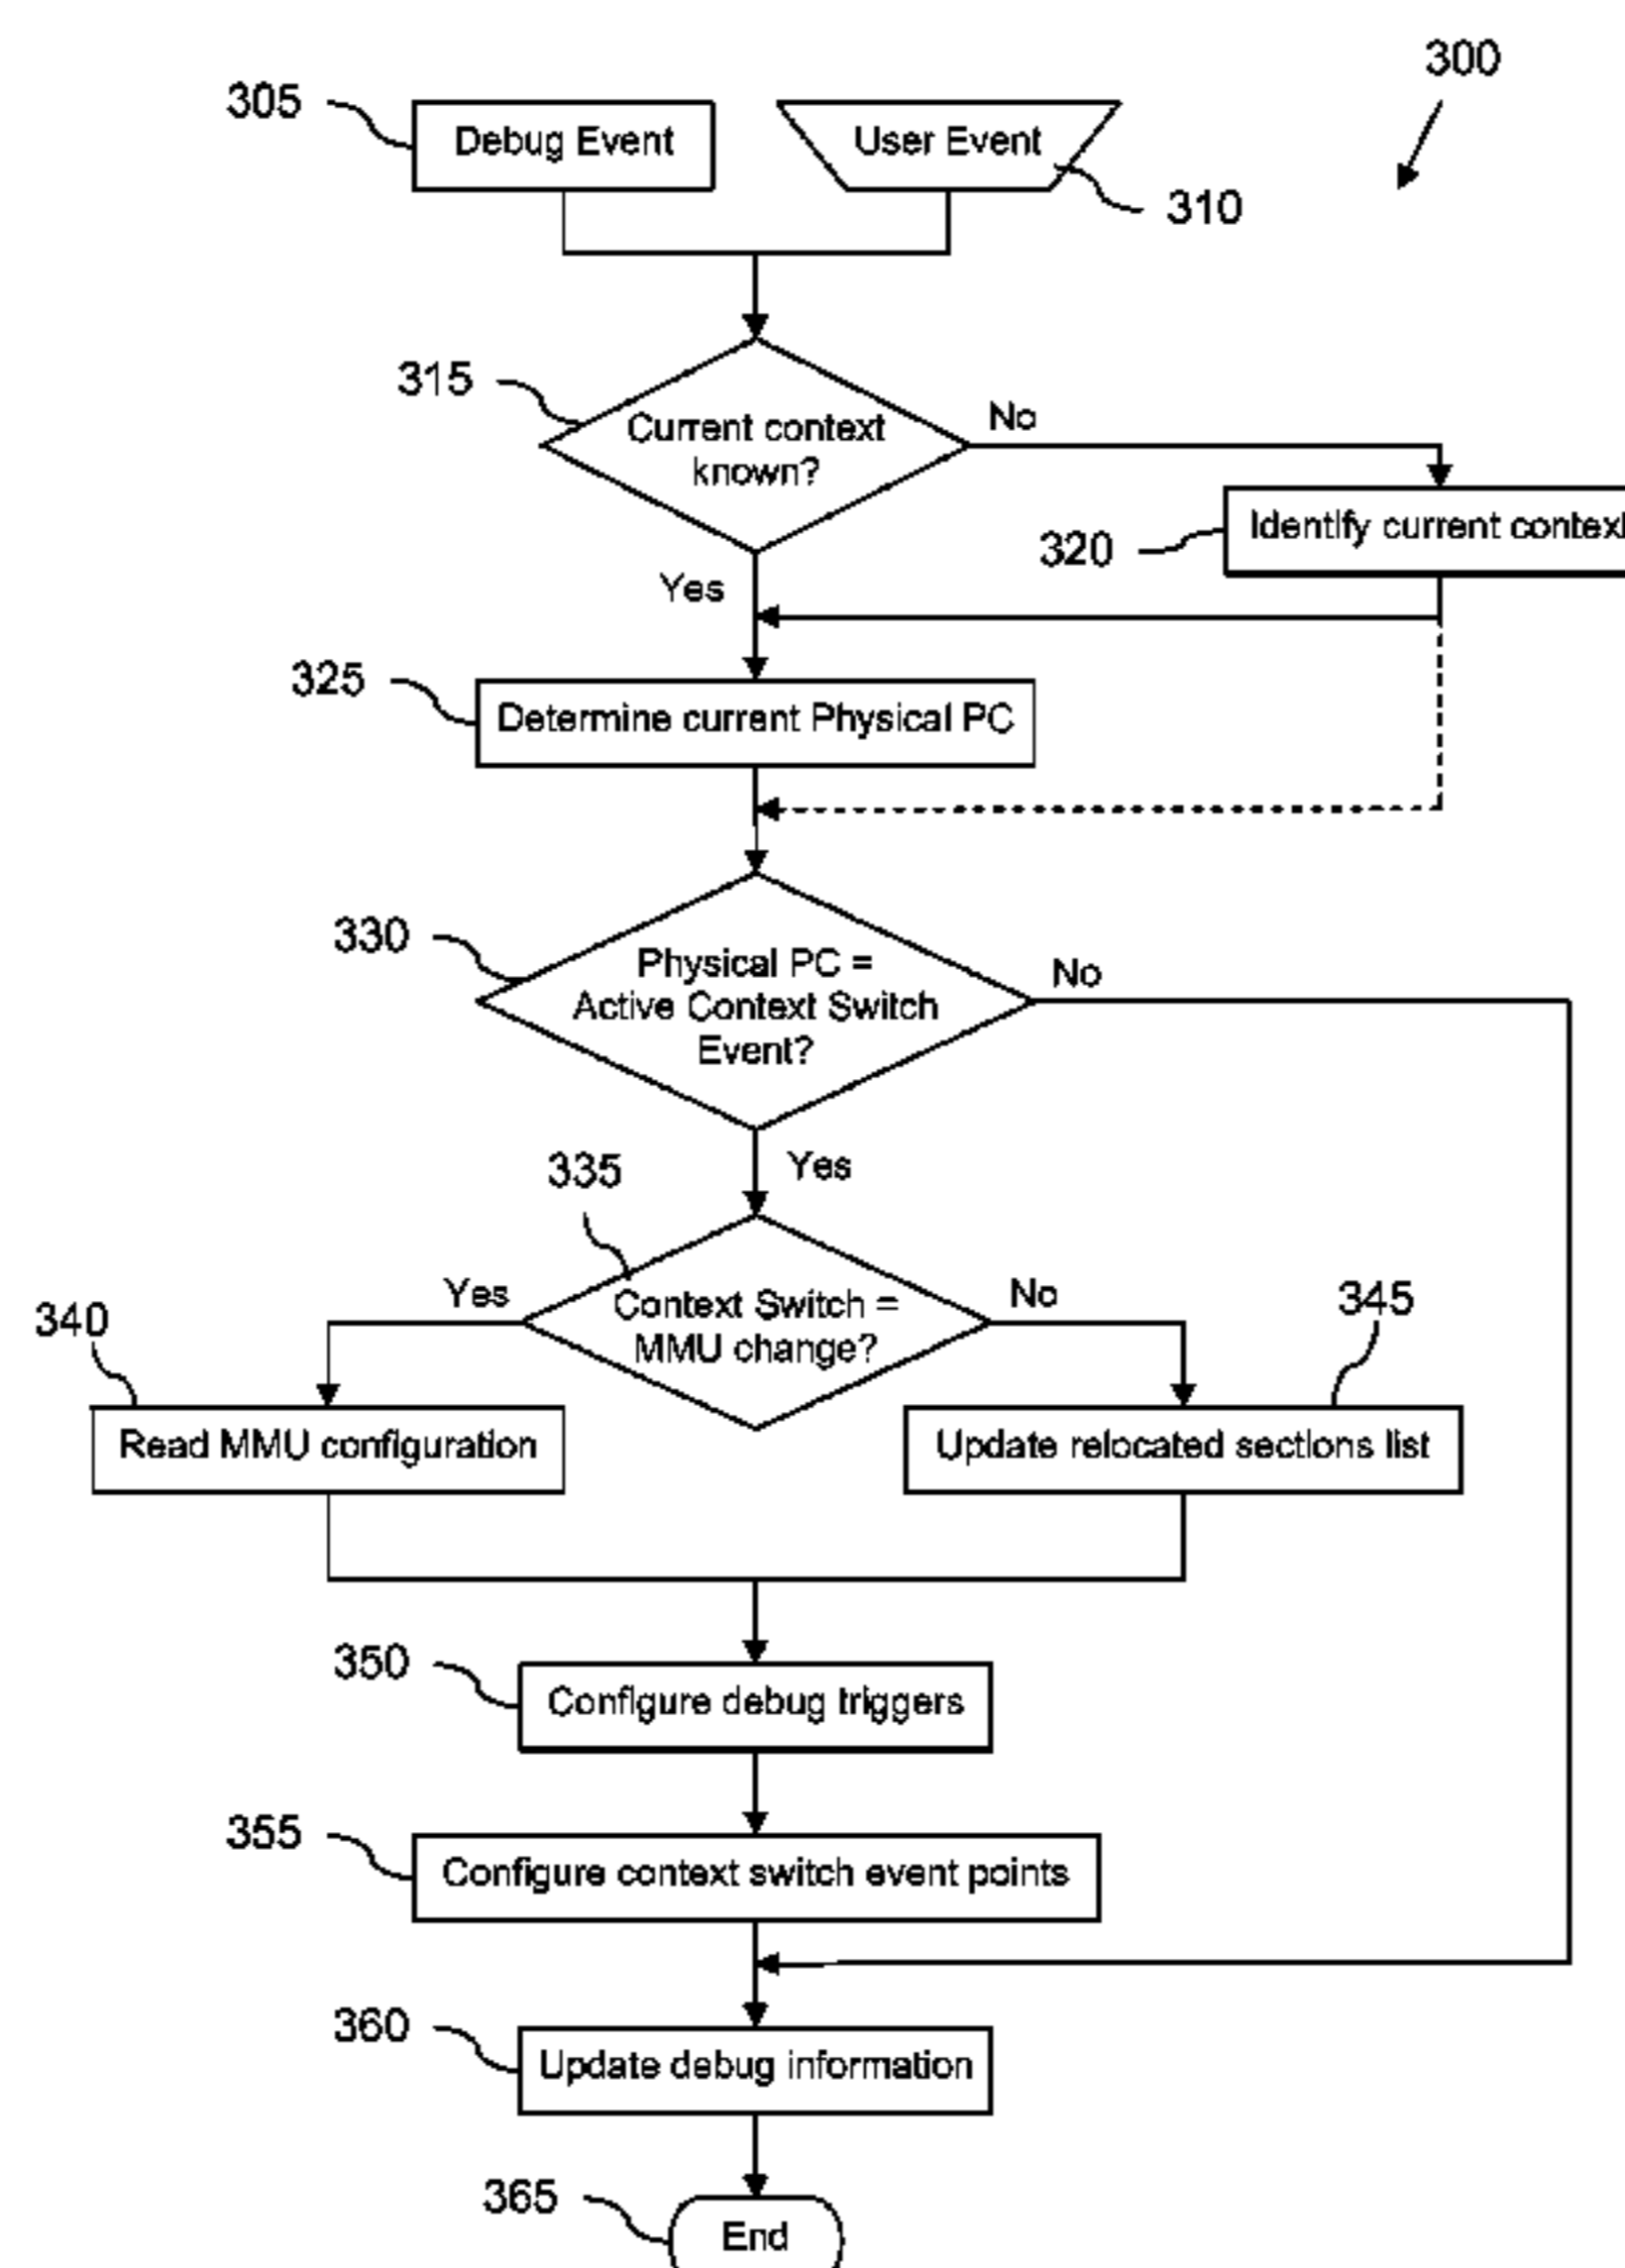 300
305
Debug Event
User Event
310
315
Current context
known?
No
320
Identify current context
Yes
325
Determine current Physical PC
330
Physical PC =
Active Context Switch
Event?
No
Yes
335
Yes
Context Switch =
MMU change?
No
345
340
Read MMU configuration
Update relocated sections list
350
Configure debug triggers
355
Configure context switch event points
360
Update debug information
365
End